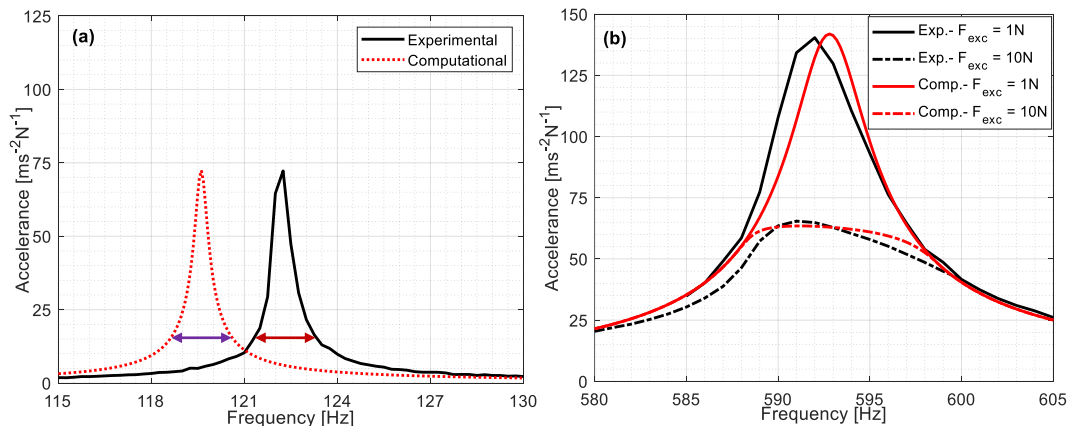 (a)
Experimental
Computational
125
100
75
50
25
0
115
118
121
124
127
130
Frequency [Hz]
Accelerance [ms⁻²N⁻¹]
(b)
Exp.- F_exc = 1N
Exp.- F_exc = 10N
Comp.- F_exc = 1N
Comp.- F_exc = 10N
150
125
100
75
50
25
0
580
585
590
595
600
605
Frequency [Hz]
Accelerance [ms⁻²N⁻¹]